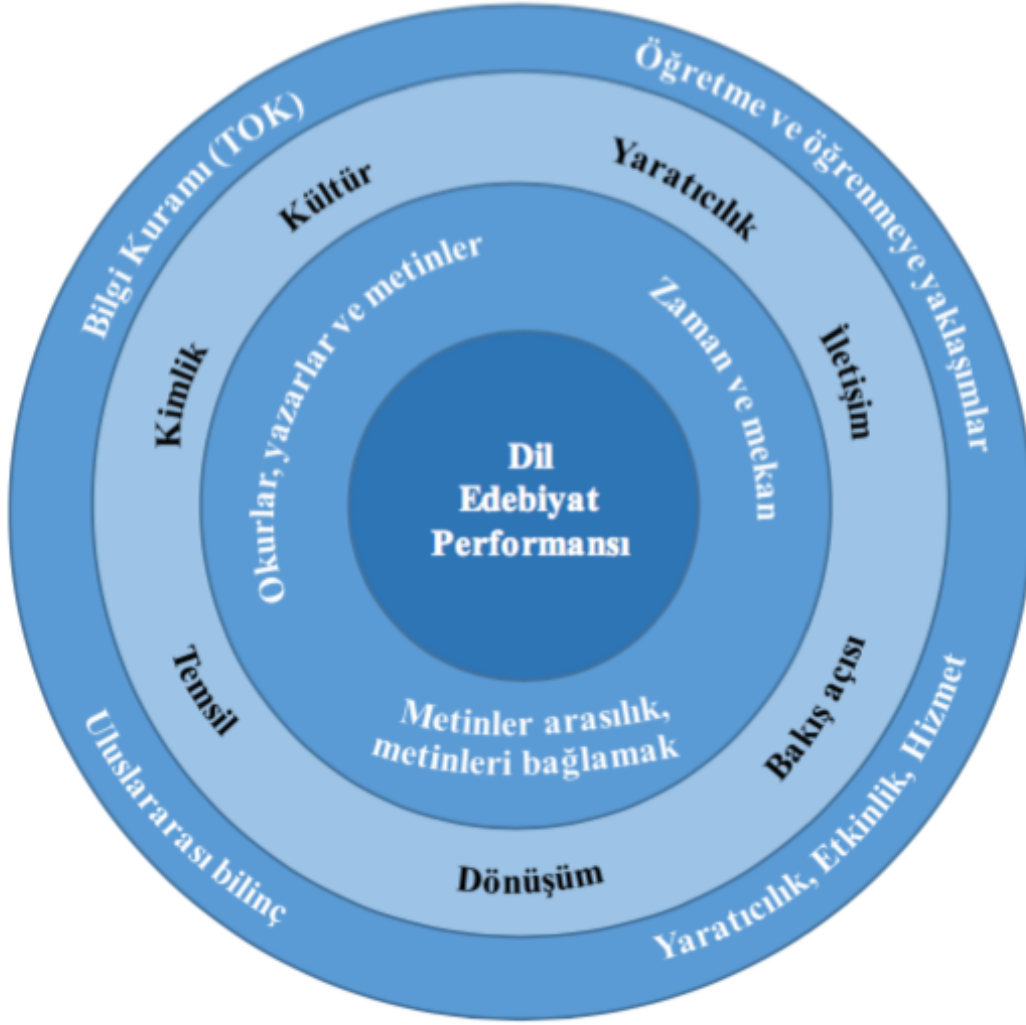 Bilgi Kuramı (TOK)
Öğretme ve öğrenmeye yaklaşımlar
Yaratıcılık, Etkinlik, Hizmet
Uluslararası bilinç
Kültür
Yaratıcılık
İletişim
Bakış açısı
Dönüşüm
Temsil
Kimlik
Okurlar, yazarlar ve metinler
Zaman ve mekan
Metinler arasılık,
metinleri bağlamak
Dil
Edebiyat
Performansı